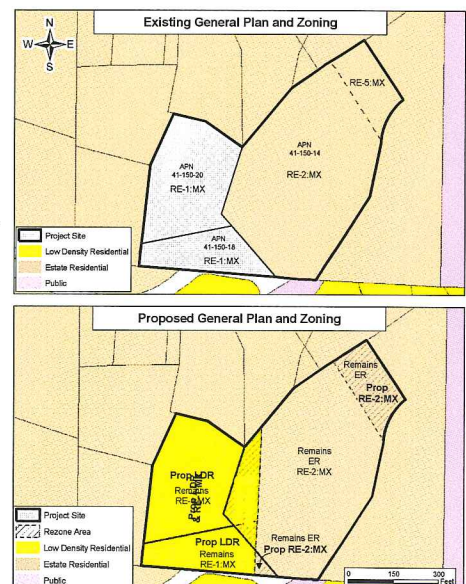 Existing General Plan and Zoning
N
W E
S
RE-5:MX
APN
41-150-14
RE-2:MX
APN
41-150-20
RE-1:MX
APN
41-150-18
RE-1:MX
Project Site
Low Density Residential
Estate Residential
Public
Proposed General Plan and Zoning
Remains
ER
Prop
RE-2:MX
Remains
ER
RE-2:MX
Prop LDR
Remains
Prop LDR
Remains
RE-1:MX
Remains ER
Prop RE-2:MX
Project Site
Rezone Area
Low Density Residential
Estate Residential
Public
0 150 300
Feet